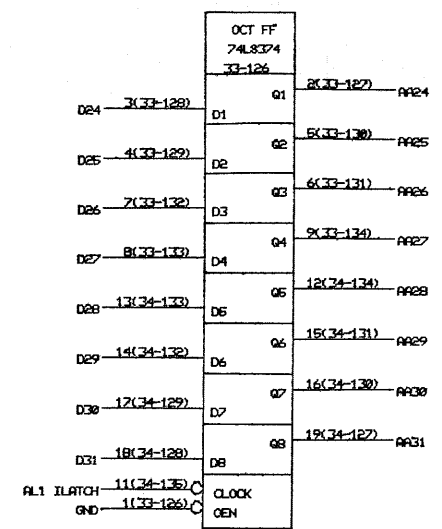 OCT FF
74LS374
33-126
2(33-127) AA24
Q1
D24 3(33-128) D1
5(33-130) AA25
Q2
D25 4(33-129) D2
6(33-131) AA26
Q3
D26 7(33-132) D3
9(33-134) AA27
Q4
D27 8(33-133) D4
12(34-134) AA28
Q5
D28 13(34-133) D5
15(34-131) AA29
Q6
D29 14(34-132) D6
16(34-130) AA30
Q7
D30 17(34-129) D7
19(34-127) AA31
Q8
D31 18(34-128) D8
AL1 ILATCH 11(34-135) CLOCK
GND 1(33-126) OEN